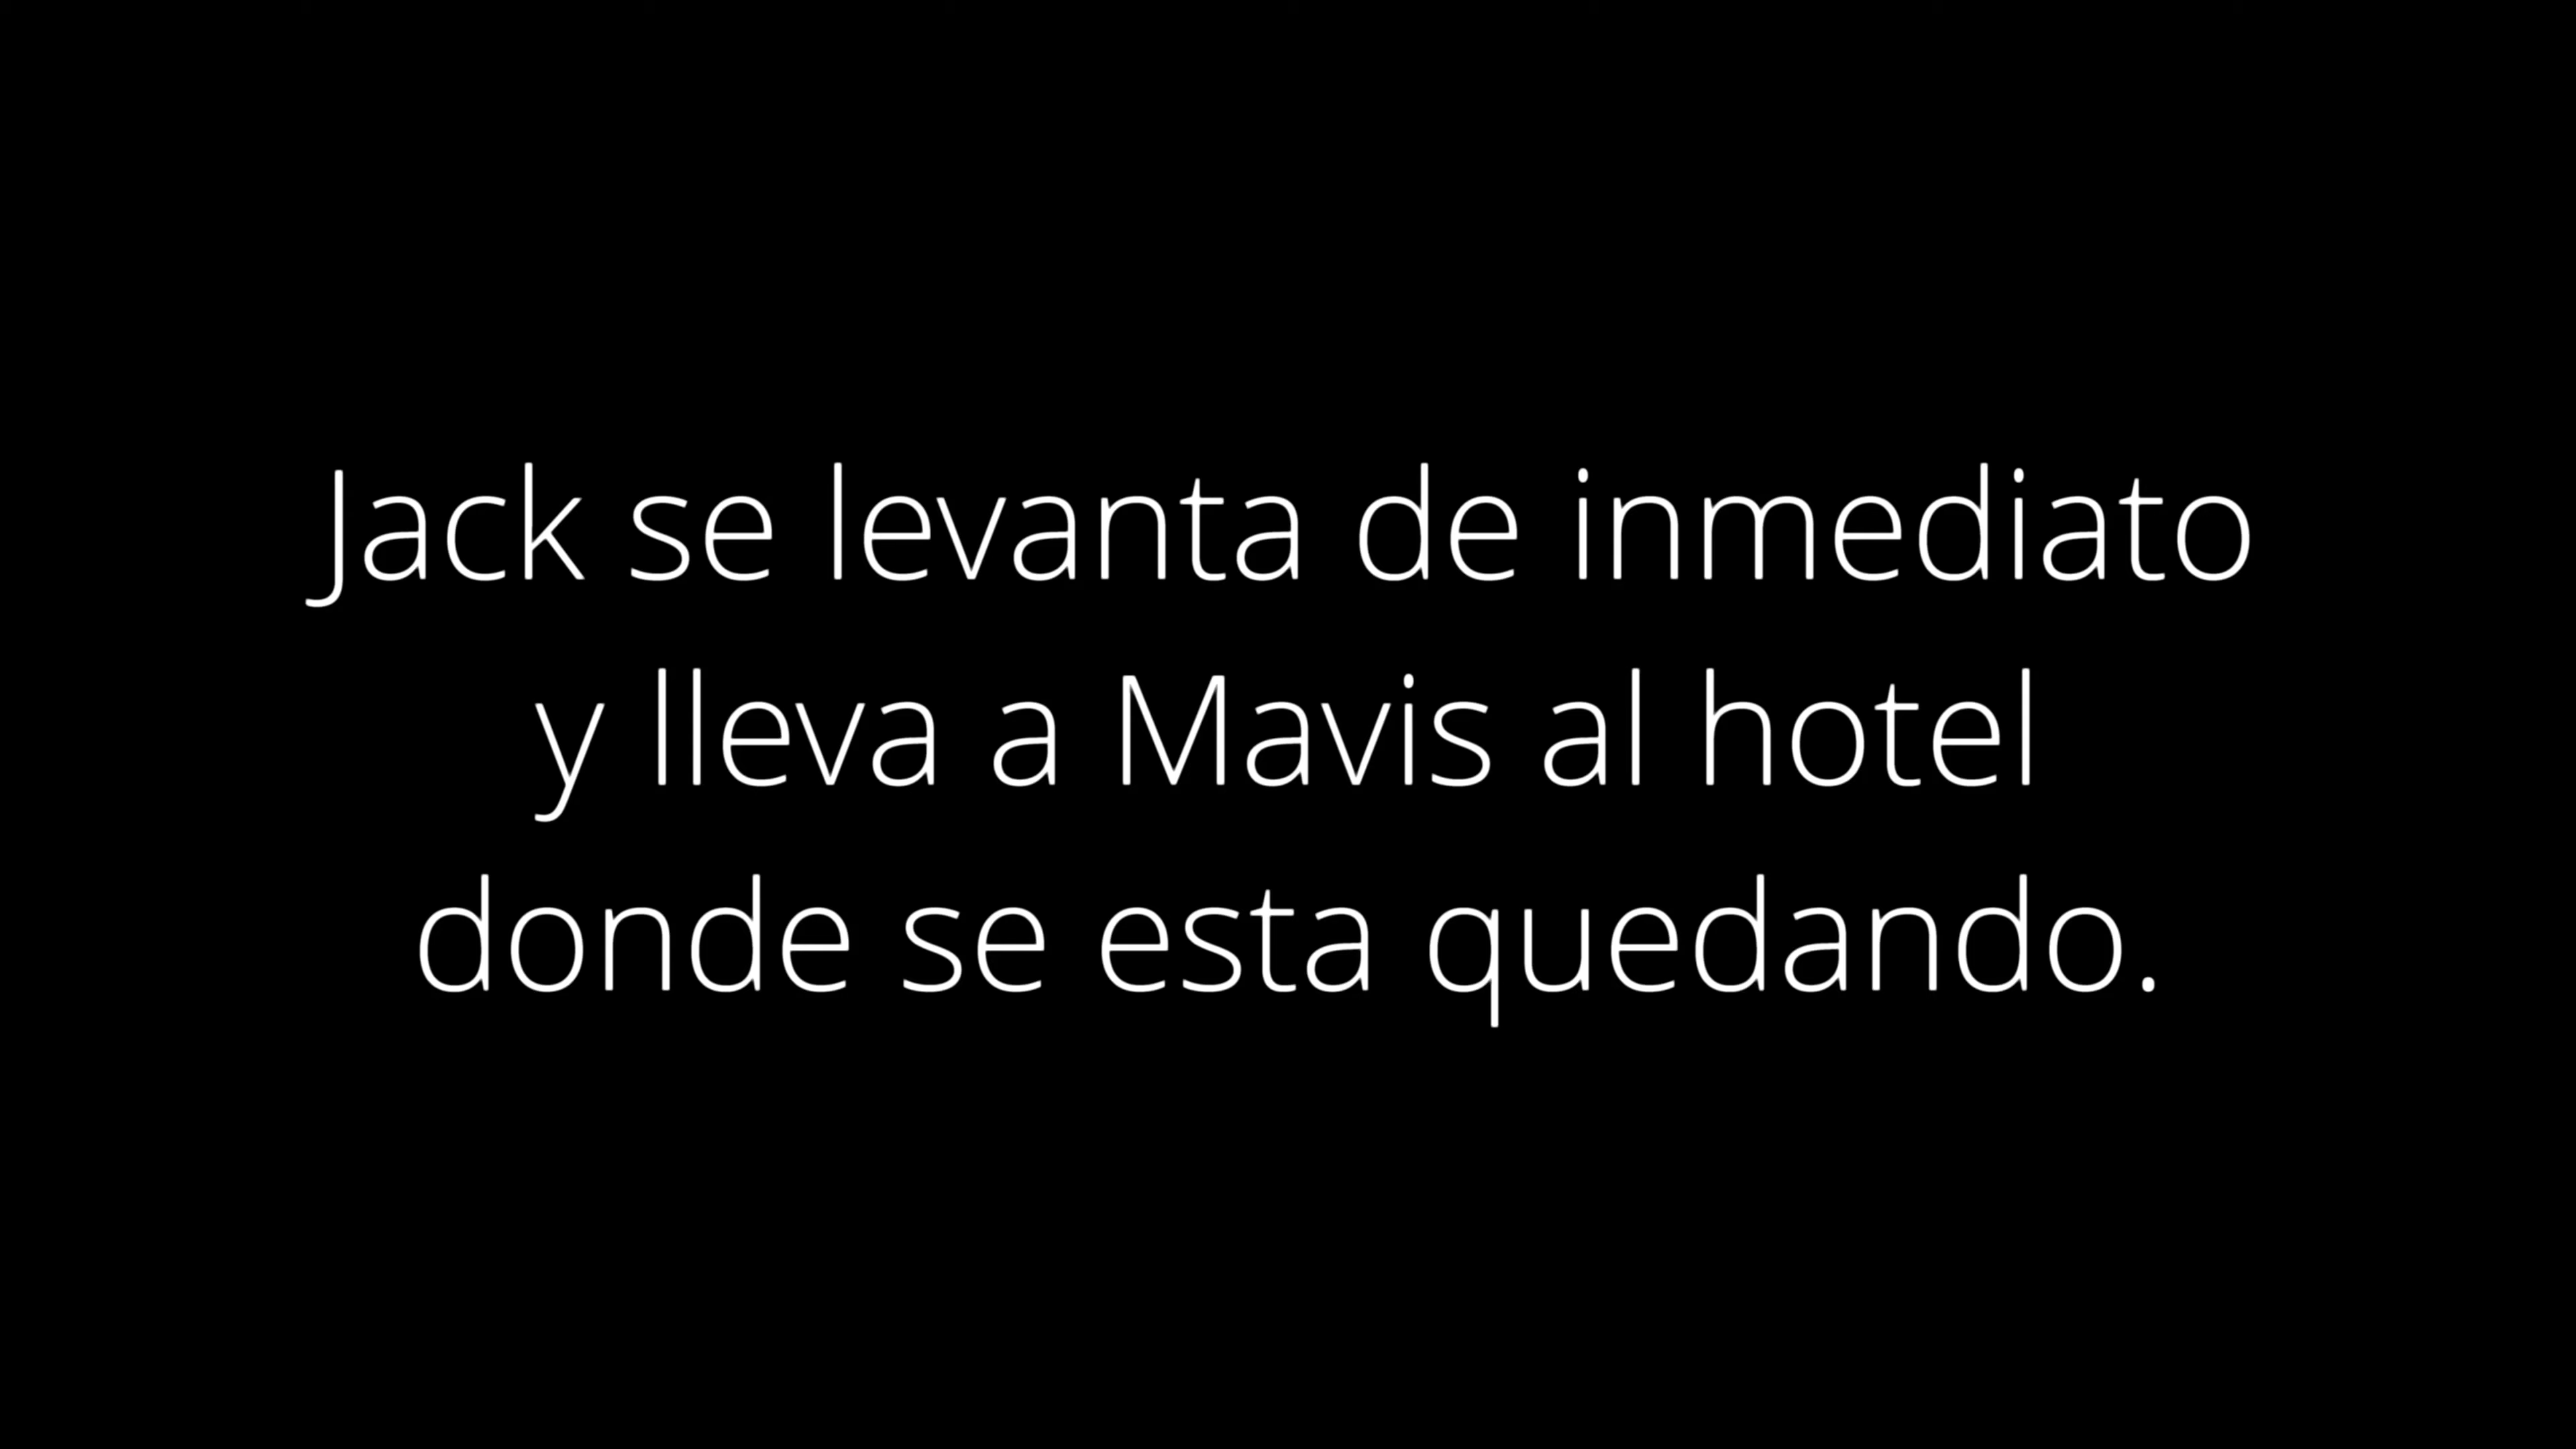 Jack se levanta de inmediato
y lleva a Mavis al hotel
donde se esta quedando.